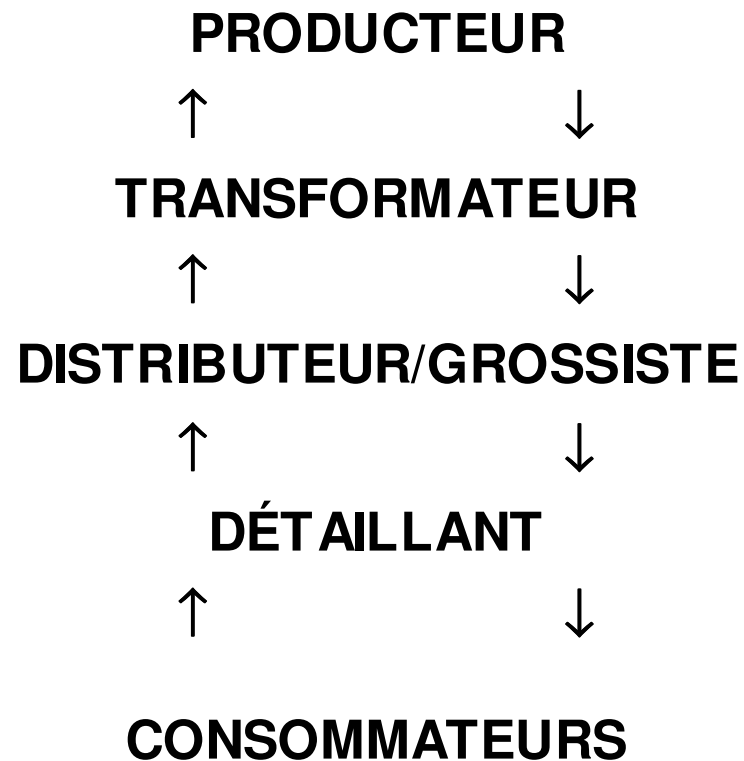 PRODUCTEUR
↑ ↓
TRANSFORMATEUR
↑ ↓
DISTRIBUTEUR/GROSSISTE
↑ ↓
DÉTAILLANT
↑ ↓
CONSOMMATEURS